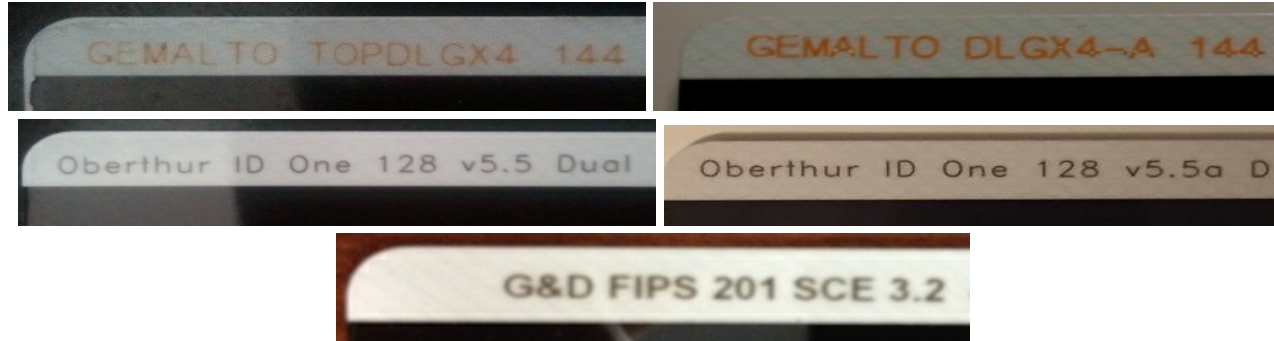 GEMALTO TOPDLGX4 144
GEMALTO DLGX4-A 144
Oberthur ID One 128 v5.5 Dual
Oberthur ID One 128 v5.5a D
G&D FIPS 201 SCE 3.2